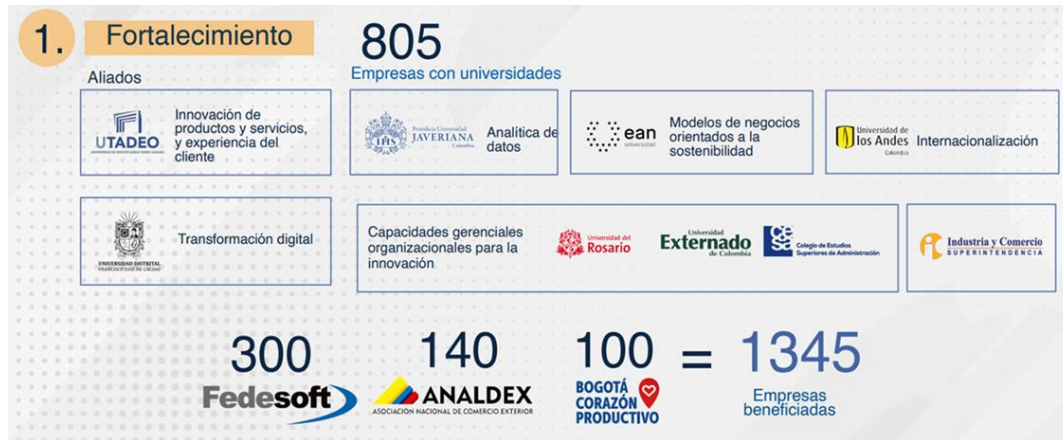 1. Fortalecimiento
805
Empresas con universidades
Aliados
UTADEO
Innovación de
productos y servicios,
y experiencia del
cliente
Pontificia Universidad
JAVERIANA
Colombia
Analítica de
datos
ean
universidad
Modelos de negocios
orientados a la
sostenibilidad
Universidad de
los Andes
Colombia
Internacionalización
UNIVERSIDAD DISTRITAL
FRANCISCO JOSÉ DE CALDAS
Transformación digital
Capacidades gerenciales
organizacionales para la
innovación
Universidad del
Rosario
Universidad
Externado
de Colombia
CESA
Colegio de Estudios
Superiores de Administración
Industria y Comercio
SUPERINTENDENCIA
300
Fedesoft
140
ANALDEX
ASOCIACIÓN NACIONAL DE COMERCIO EXTERIOR
100
BOGOTÁ
CORAZÓN
PRODUCTIVO
= 1345
Empresas
beneficiadas